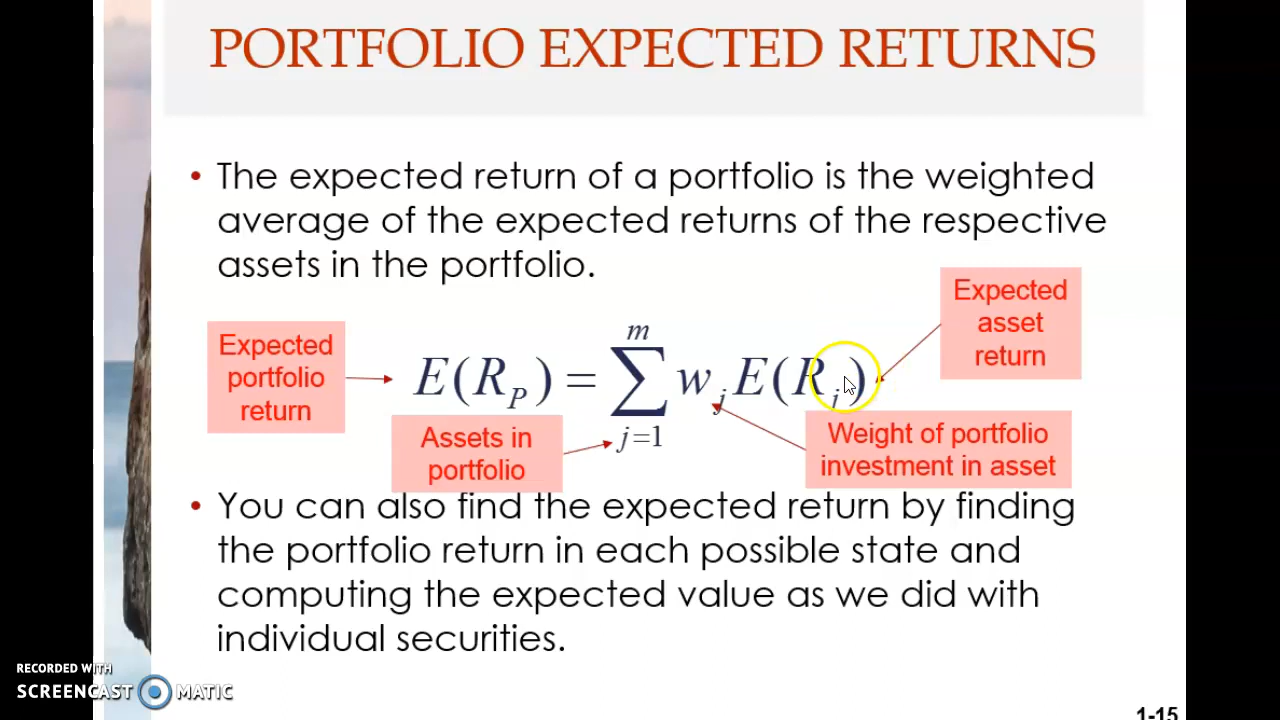 PORTFOLIO EXPECTED RETURNS
• The expected return of a portfolio is the weighted
average of the expected returns of the respective
assets in the portfolio.
Expected
portfolio
return
E(R_P) = ∑_{j=1}^{m} w_j E(R_j)
Expected
asset
return
Assets in
portfolio
Weight of portfolio
investment in asset
• You can also find the expected return by finding
the portfolio return in each possible state and
computing the expected value as we did with
individual securities.
RECORDED WITH
SCREENCAST MATIC
1-15